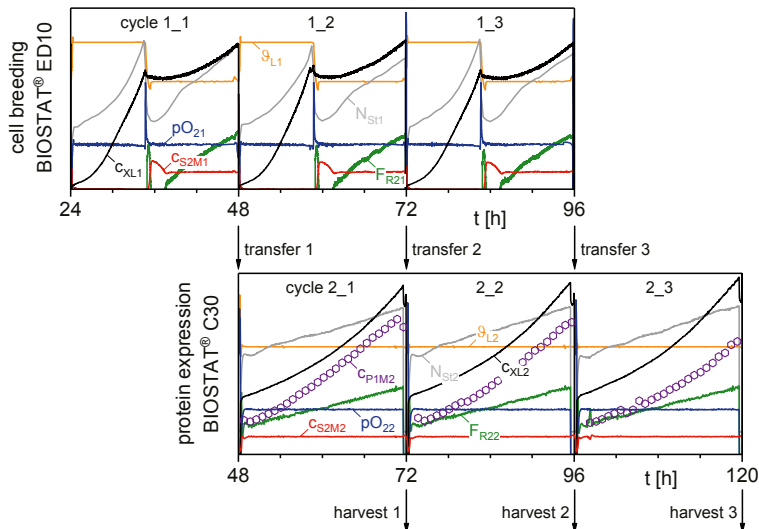 cell breeding
BIOSTAT® ED10
cycle 1_1
1_2
1_3
ϑL1
NSt1
pO21
cS2M1
cXL1
FR21
24
48
72
96
t [h]
transfer 1
transfer 2
transfer 3
protein expression
BIOSTAT® C30
cycle 2_1
2_2
2_3
ϑL2
cP1M2
NSt2
cXL2
cS2M2
pO22
FR22
48
72
96
120
t [h]
harvest 1
harvest 2
harvest 3